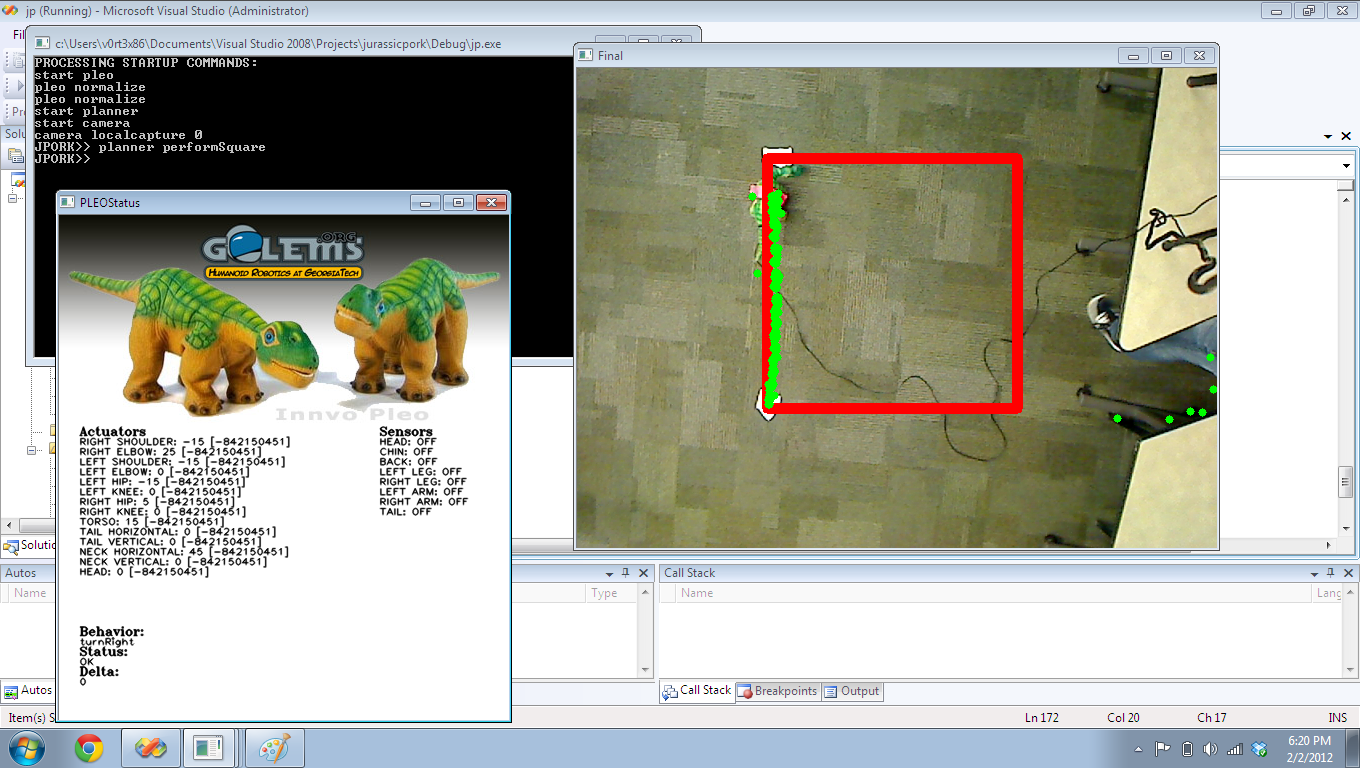 jp (Running) - Microsoft Visual Studio (Administrator)
c:\Users\v0rt3x86\Documents\Visual Studio 2008\Projects\jurassicpork\Debug\jp.exe
PROCESSING STARTUP COMMANDS:
start pleo
pleo normalize
pleo normalize
start planner
start camera
camera localcapture 0
JPORK>> planner performSquare
JPORK>>
Final
PLEOStatus
GOLEMS.ORG
HUMANOID ROBOTICS AT GEORGIATECH
Innvo Pleo
Actuators
RIGHT SHOULDER: -15 [-842150451]
RIGHT ELBOW: 25 [-842150451]
LEFT SHOULDER: -15 [-842150451]
LEFT ELBOW: 0 [-842150451]
LEFT HIP: -15 [-842150451]
LEFT KNEE: 0 [-842150451]
RIGHT HIP: 5 [-842150451]
RIGHT KNEE: 0 [-842150451]
TORSO: 15 [-842150451]
TAIL HORIZONTAL: 0 [-842150451]
TAIL VERTICAL: 0 [-842150451]
NECK HORIZONTAL: 45 [-842150451]
NECK VERTICAL: 0 [-842150451]
HEAD: 0 [-842150451]
Sensors
HEAD: OFF
CHIN: OFF
BACK: OFF
LEFT LEG: OFF
RIGHT LEG: OFF
LEFT ARM: OFF
RIGHT ARM: OFF
TAIL: OFF
Behavior:
turnRight
Status:
OK
Delta:
0
Solutio
Autos
Name
Type
Autos
Call Stack
Name
Lang
Call Stack
Breakpoints
Output
Item(s) S
Ln 172
Col 20
Ch 17
INS
6:20 PM
2/2/2012